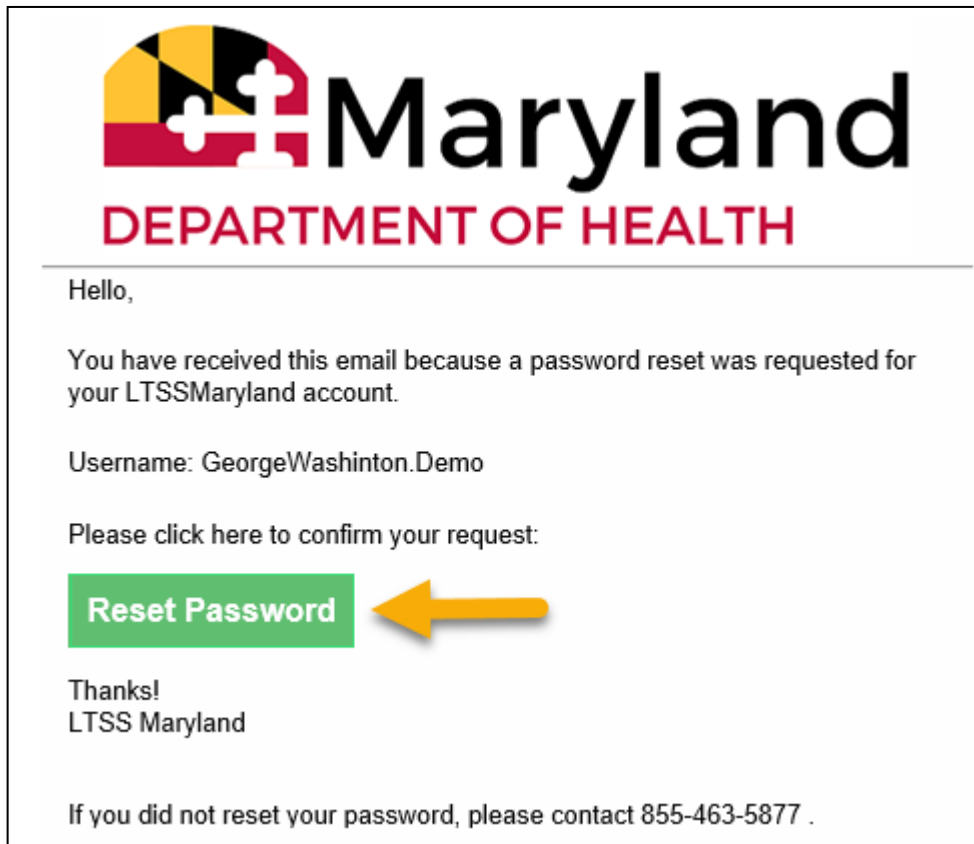 Maryland
DEPARTMENT OF HEALTH
Hello,
You have received this email because a password reset was requested for
your LTSSMaryland account.
Username: GeorgeWashinton.Demo
Please click here to confirm your request:
Reset Password
Thanks!
LTSS Maryland
If you did not reset your password, please contact 855-463-5877 .